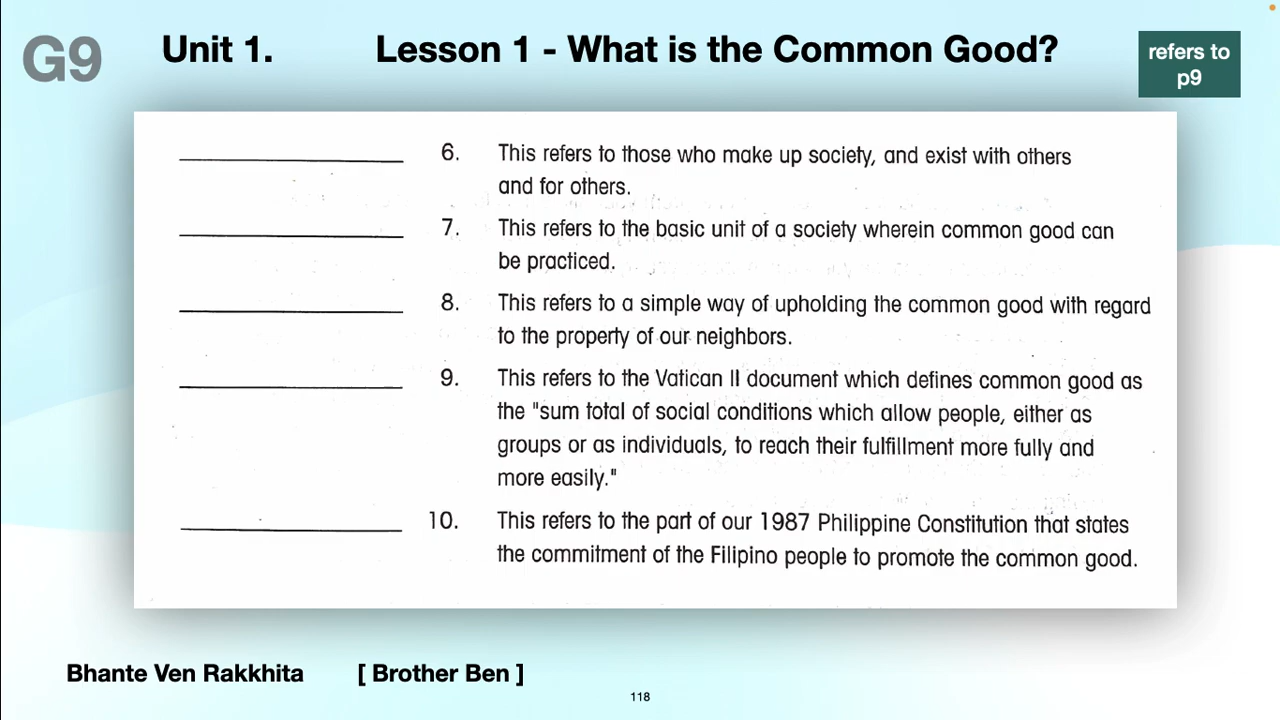 G9
Unit 1. Lesson 1 - What is the Common Good?
refers to
p9
6. This refers to those who make up society, and exist with others
and for others.
7. This refers to the basic unit of a society wherein common good can
be practiced.
8. This refers to a simple way of upholding the common good with regard
to the property of our neighbors.
9. This refers to the Vatican II document which defines common good as
the "sum total of social conditions which allow people, either as
groups or as individuals, to reach their fulfillment more fully and
more easily."
10. This refers to the part of our 1987 Philippine Constitution that states
the commitment of the Filipino people to promote the common good.
Bhante Ven Rakkhita [ Brother Ben ]
118